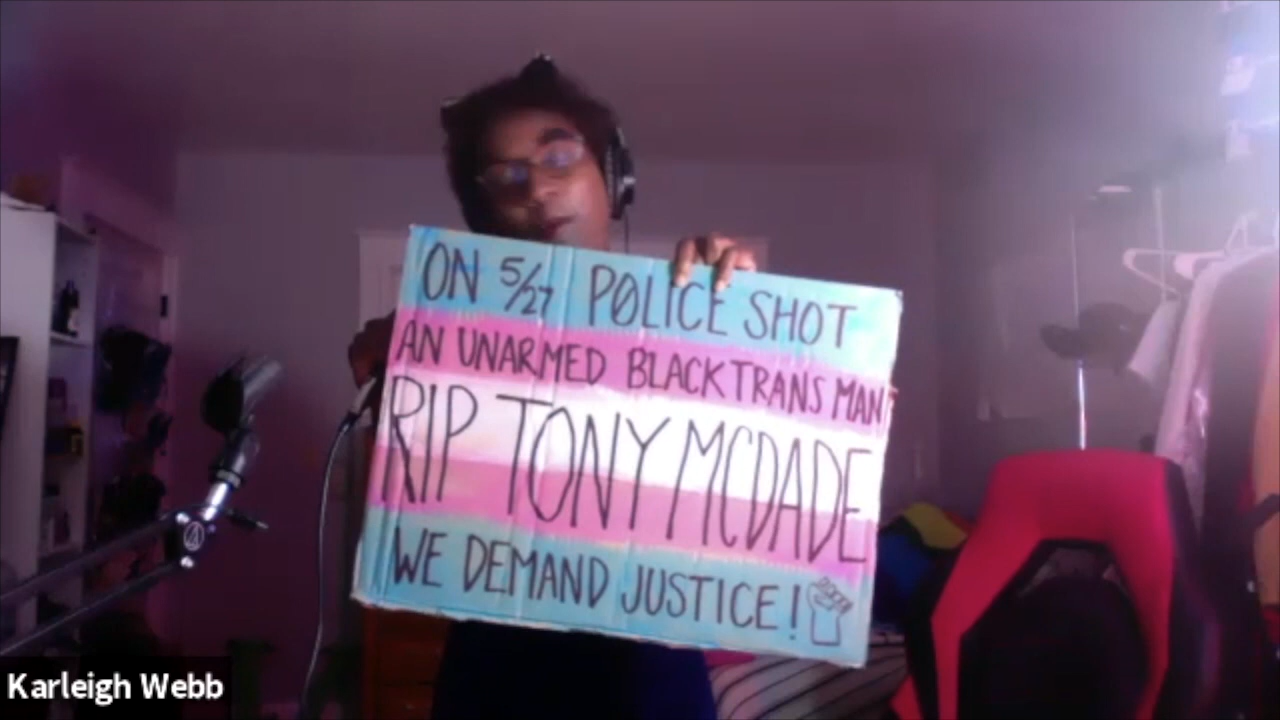 ON 5/27 POLICE SHOT
AN UNARMED BLACK TRANS MAN
RIP TONY MCDADE
WE DEMAND JUSTICE!
Karleigh Webb